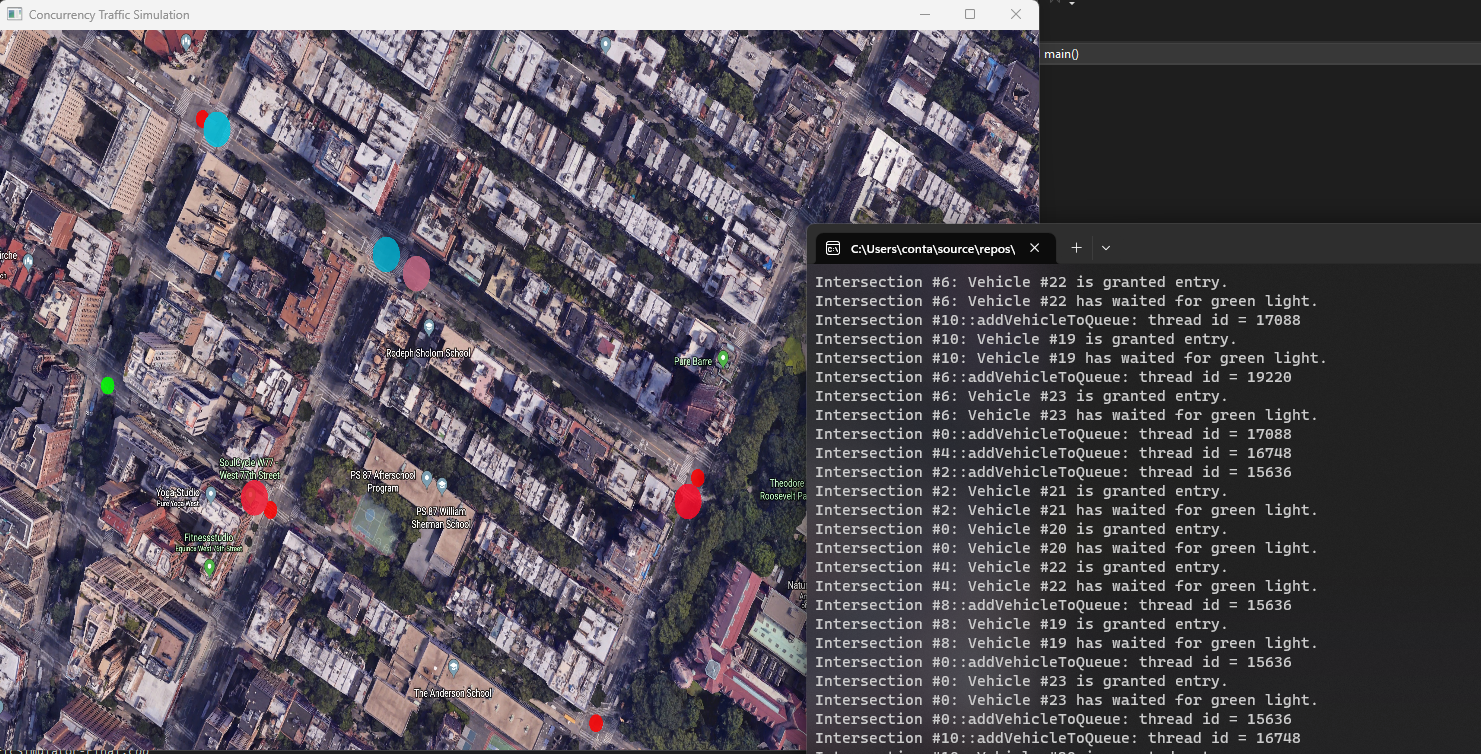 Concurrency Traffic Simulation
main()
C:\Users\conta\source\repos\
Rodeph Sholom School
Pure Barre
SoulCycle W77
West 77th Street
Yoga Studio
Pure Yoga West
PS 87 Afterschool
Program
PS 87 William
Sherman School
Theodore
Roosevelt Pa
Fitnessstudio
Equinox West 76th Street
Natu
The Anderson School
Intersection #6: Vehicle #22 is granted entry.
Intersection #6: Vehicle #22 has waited for green light.
Intersection #10::addVehicleToQueue: thread id = 17088
Intersection #10: Vehicle #19 is granted entry.
Intersection #10: Vehicle #19 has waited for green light.
Intersection #6::addVehicleToQueue: thread id = 19220
Intersection #6: Vehicle #23 is granted entry.
Intersection #6: Vehicle #23 has waited for green light.
Intersection #0::addVehicleToQueue: thread id = 17088
Intersection #4::addVehicleToQueue: thread id = 16748
Intersection #2::addVehicleToQueue: thread id = 15636
Intersection #2: Vehicle #21 is granted entry.
Intersection #2: Vehicle #21 has waited for green light.
Intersection #0: Vehicle #20 is granted entry.
Intersection #0: Vehicle #20 has waited for green light.
Intersection #4: Vehicle #22 is granted entry.
Intersection #4: Vehicle #22 has waited for green light.
Intersection #8::addVehicleToQueue: thread id = 15636
Intersection #8: Vehicle #19 is granted entry.
Intersection #8: Vehicle #19 has waited for green light.
Intersection #0::addVehicleToQueue: thread id = 15636
Intersection #0: Vehicle #23 is granted entry.
Intersection #0: Vehicle #23 has waited for green light.
Intersection #0::addVehicleToQueue: thread id = 15636
Intersection #10::addVehicleToQueue: thread id = 16748